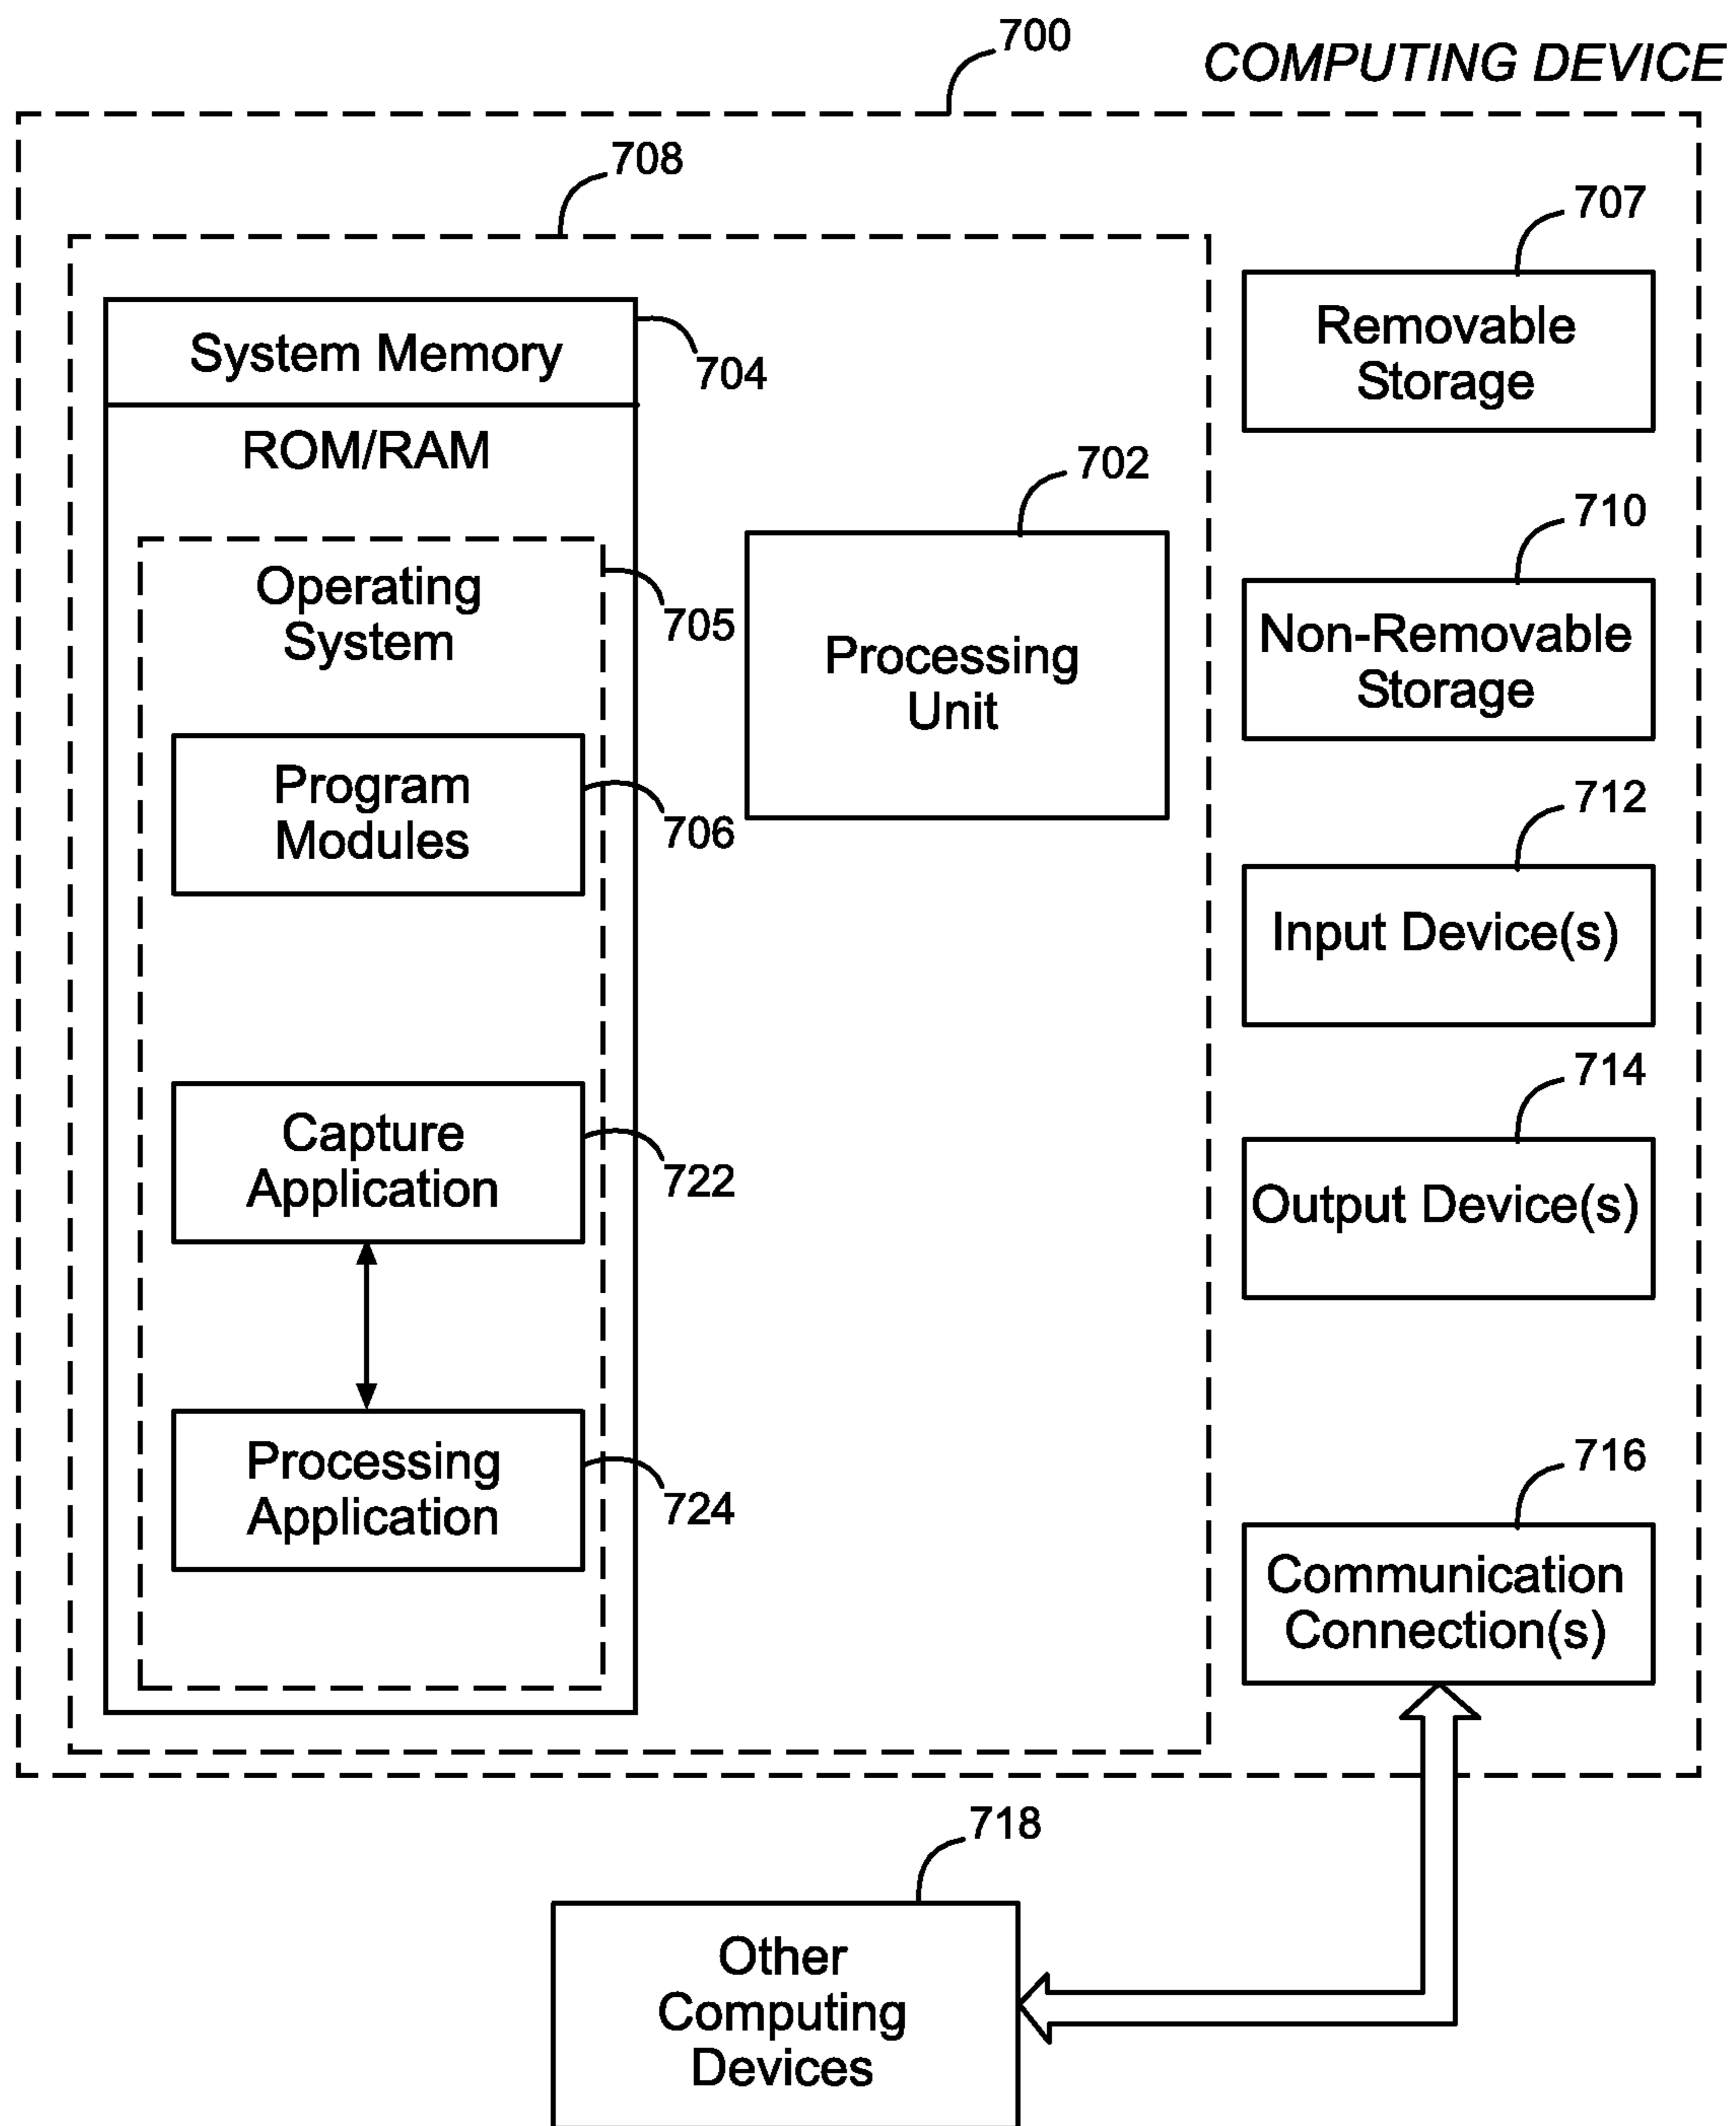 700
COMPUTING DEVICE
708
707
System Memory
704
Removable
Storage
ROM/RAM
702
710
Operating
System
705
Processing
Unit
Non-Removable
Storage
Program
Modules
706
712
Input Device(s)
714
Capture
Application
722
Output Device(s)
Processing
Application
724
716
Communication
Connection(s)
718
Other
Computing
Devices